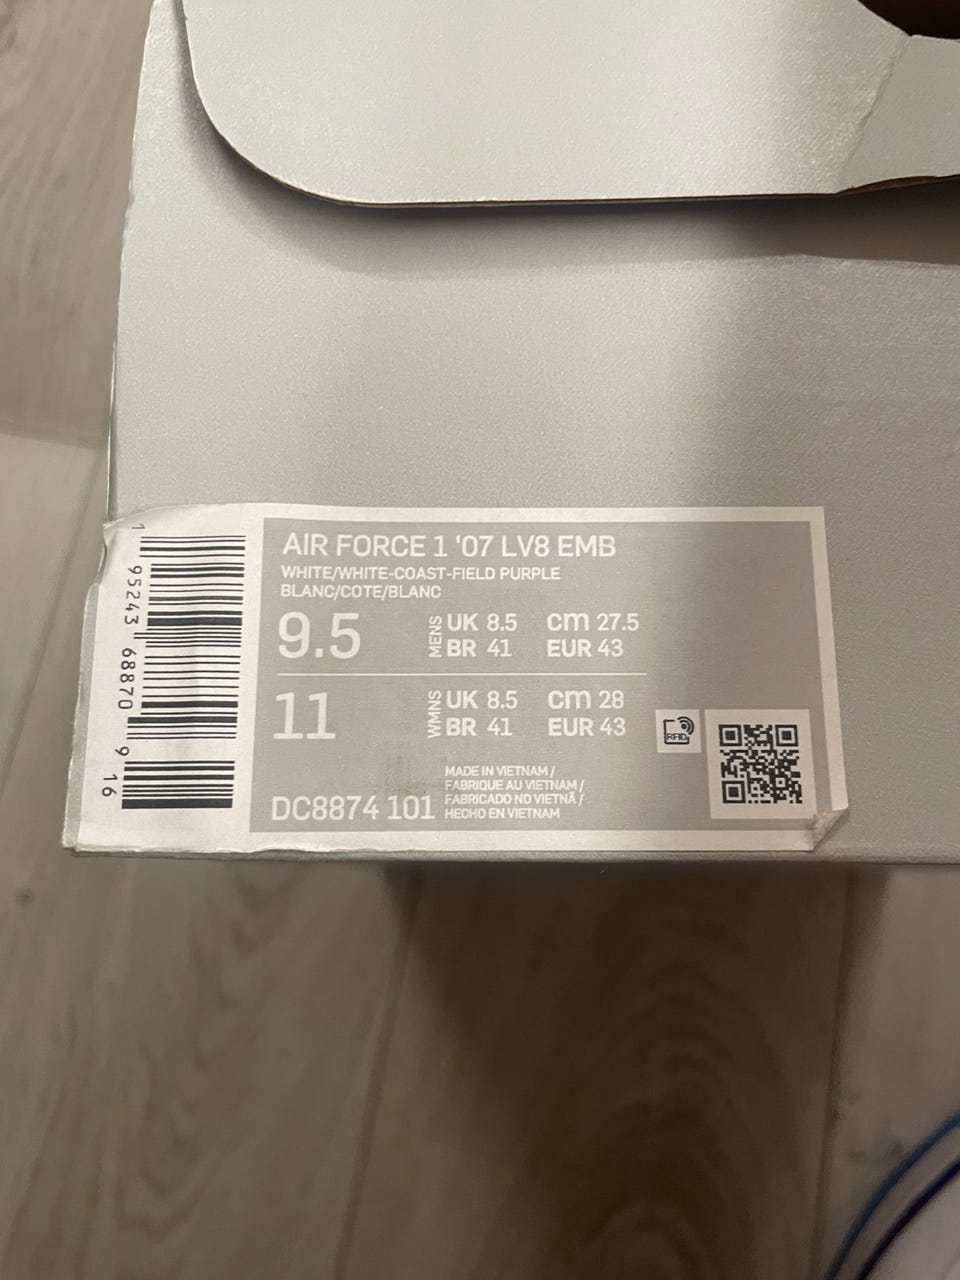 AIR FORCE 1 '07 LV8 EMB
WHITE/WHITE-COAST-FIELD PURPLE
BLANC/COTE/BLANC
9.5 MENS UK 8.5 cm 27.5
BR 41 EUR 43
11 WMNS UK 8.5 cm 28
BR 41 EUR 43
RFID
MADE IN VIETNAM /
FABRIQUE AU VIETNAM /
FABRICADO NO VIETNÃ /
HECHO EN VIETNAM
DC8874 101
1 95243 68870 9 16